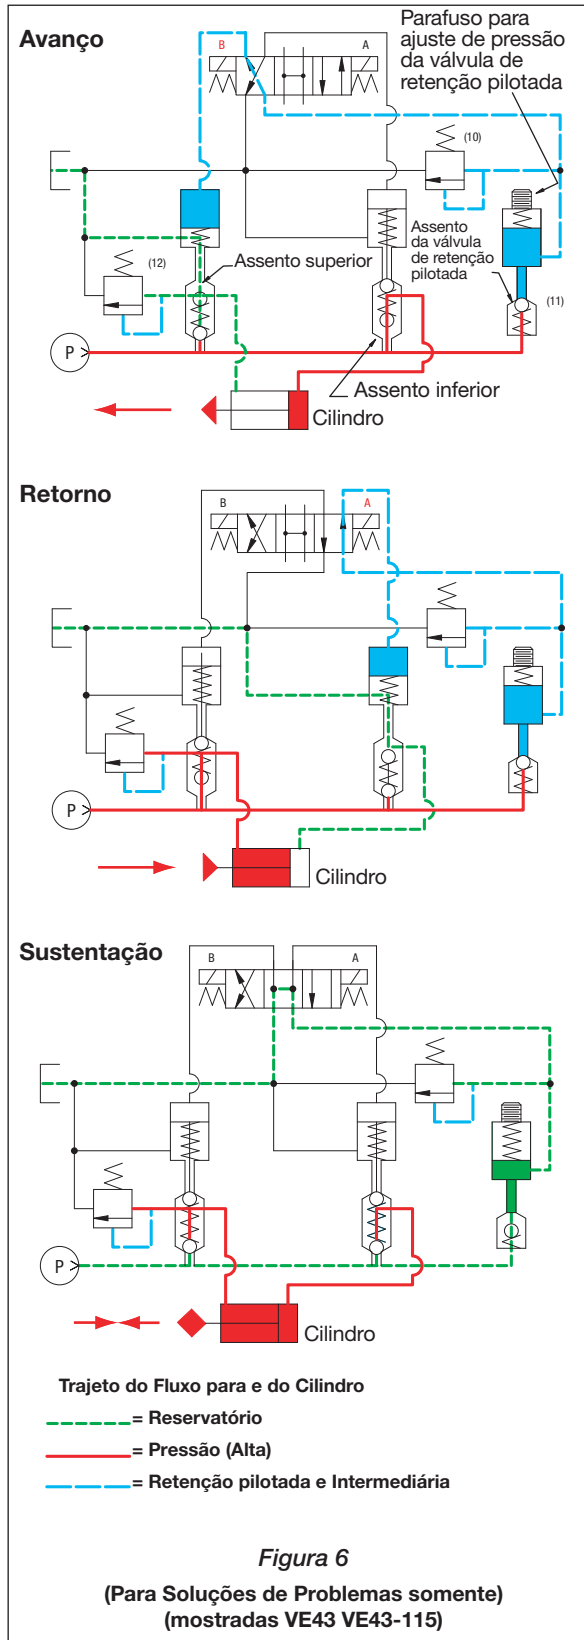 Avanço
B
A
Parafuso para
ajuste de pressão
da válvula de
retenção pilotada
(10)
Assento
da válvula
de retenção
pilotada
(12)
Assento superior
(11)
P
Assento inferior
Cilindro
Retorno
B
A
P
Cilindro
Sustentação
B
A
P
Cilindro
Trajeto do Fluxo para e do Cilindro
= Reservatório
= Pressão (Alta)
= Retenção pilotada e Intermediária
Figura 6
(Para Soluções de Problemas somente)
(mostradas VE43 VE43-115)